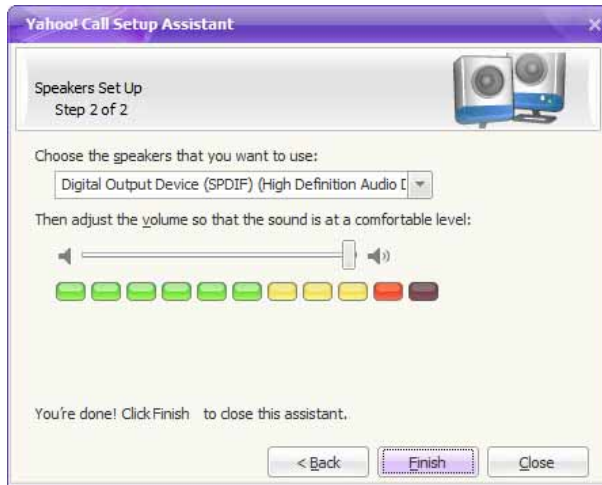 Yahoo! Call Setup Assistant
Speakers Set Up
Step 2 of 2
Choose the speakers that you want to use:
Digital Output Device (SPDIF) (High Definition Audio D
Then adjust the volume so that the sound is at a comfortable level:
You're done! Click Finish to close this assistant.
< Back Finish Close